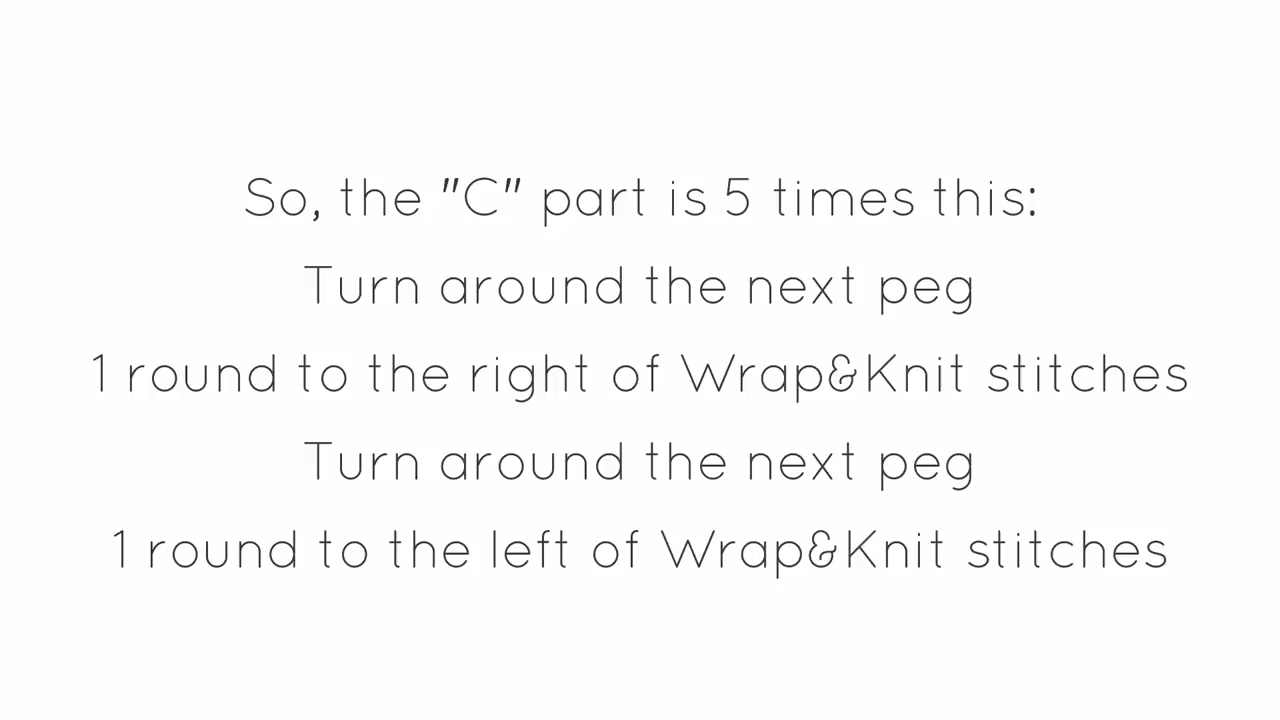 So, the "C" part is 5 times this:
Turn around the next peg
1 round to the right of Wrap&Knit stitches
Turn around the next peg
1 round to the left of Wrap&Knit stitches